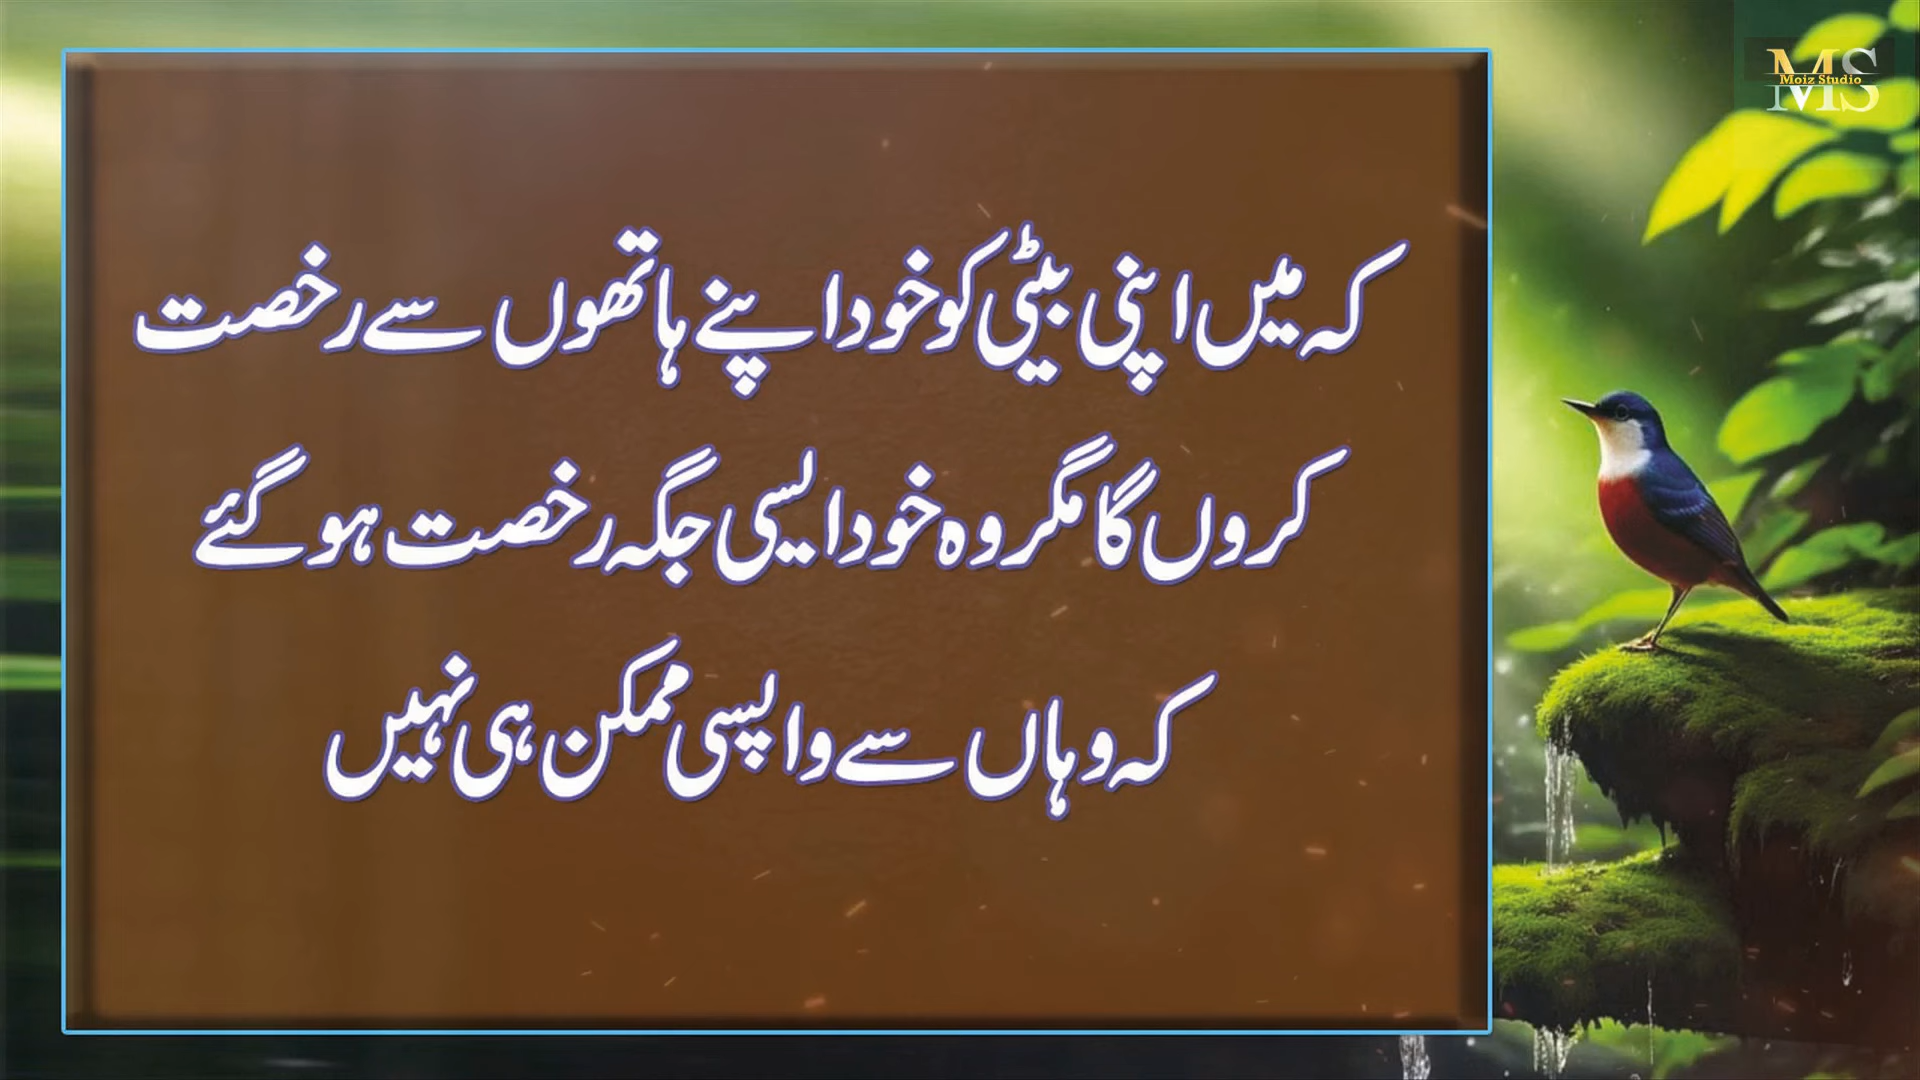 MS
Moiz Studio
کہ میں اپنی بیٹی کو خود اپنے ہاتھوں سے رخصت
کروں گا مگر وہ خود ایسی جگہ رخصت ہو گئے
کہ وہاں سے واپسی ممکن ہی نہیں